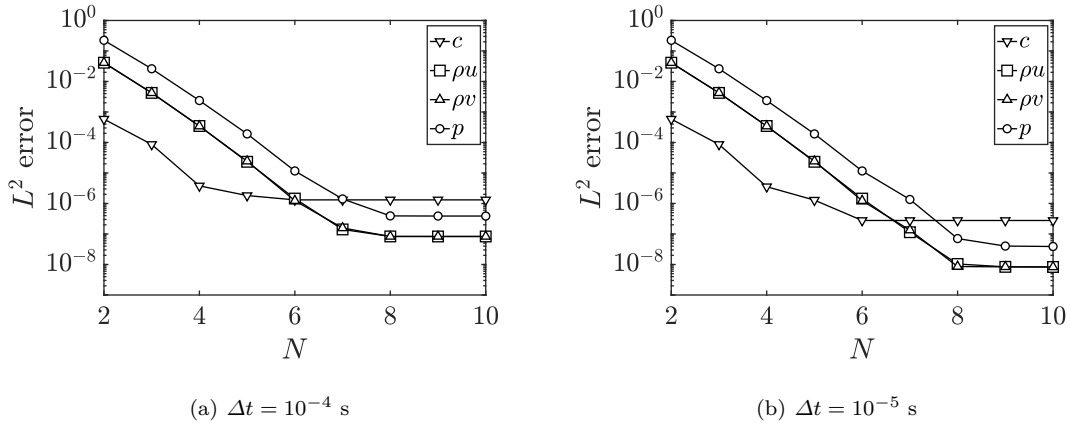 10^0
10^-2
10^-4
10^-6
10^-8
L^2 error
2
4
6
8
10
N
c
ρu
ρv
p
(a) Δt = 10^-4 s
10^0
10^-2
10^-4
10^-6
10^-8
L^2 error
2
4
6
8
10
N
c
ρu
ρv
p
(b) Δt = 10^-5 s